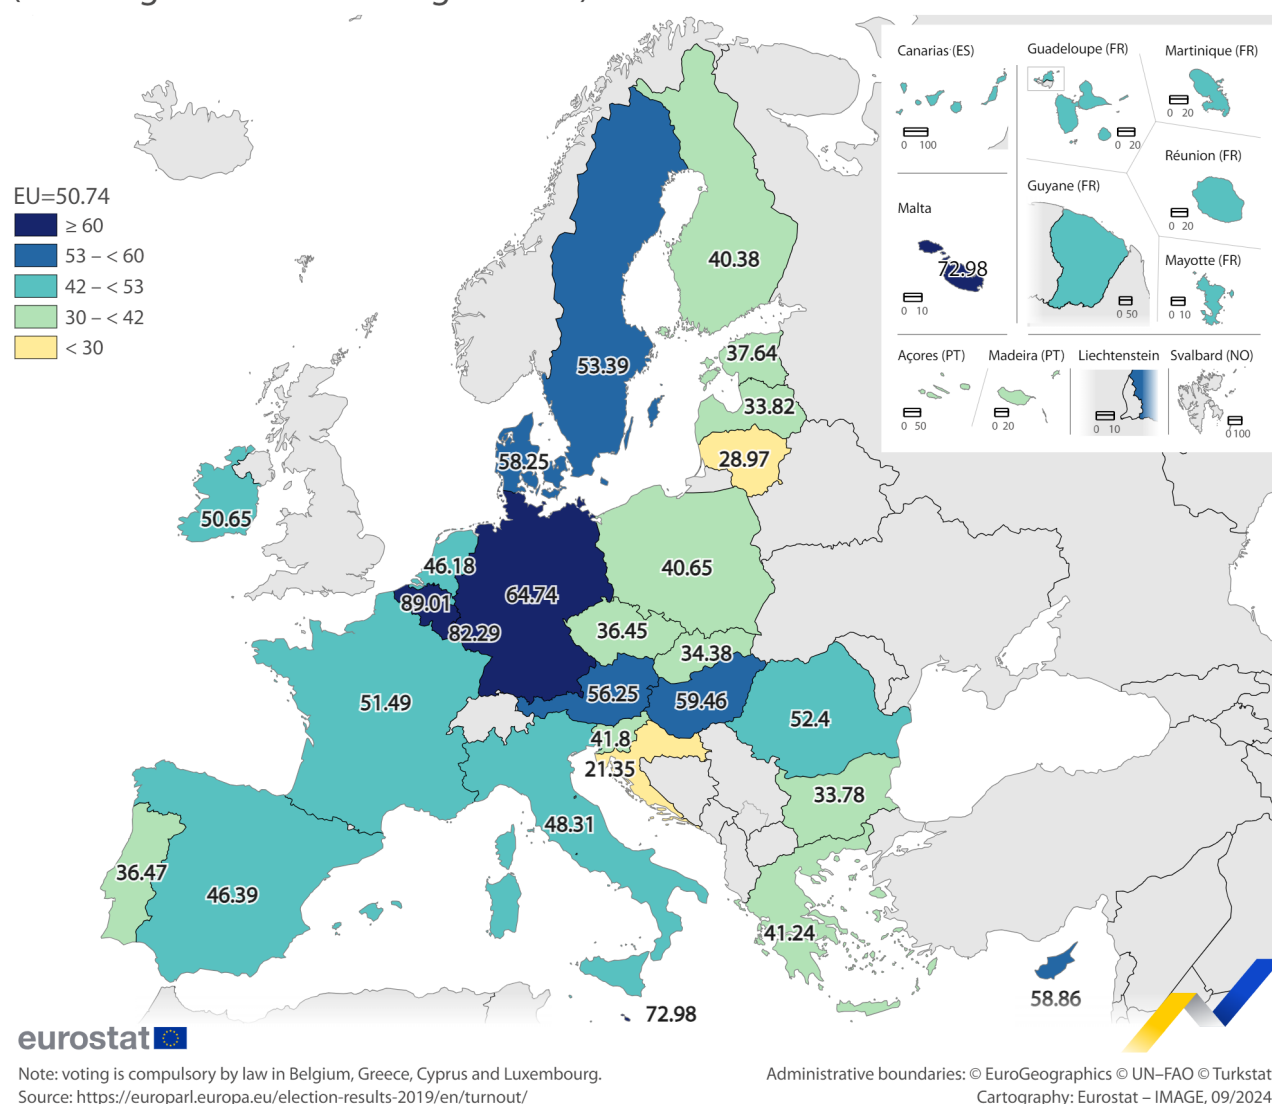 EU=50.74
≥ 60
53 – < 60
42 – < 53
30 – < 42
< 30
Canarias (ES)
0 100
Guadeloupe (FR)
0 20
Martinique (FR)
0 20
Réunion (FR)
0 20
Guyane (FR)
0 50
Mayotte (FR)
0 10
Malta
72.98
0 10
Açores (PT)
0 50
Madeira (PT)
0 20
Liechtenstein
0 10
Svalbard (NO)
0 100
40.38
53.39
37.64
33.82
28.97
58.25
50.65
46.18
89.01
64.74
40.65
82.29
36.45
34.38
51.49
56.25
59.46
52.4
41.8
21.35
33.78
48.31
36.47
46.39
41.24
58.86
72.98
eurostat
Note: voting is compulsory by law in Belgium, Greece, Cyprus and Luxembourg.
Source: https://europarl.europa.eu/election-results-2019/en/turnout/
Administrative boundaries: © EuroGeographics © UN–FAO © Turkstat
Cartography: Eurostat – IMAGE, 09/2024